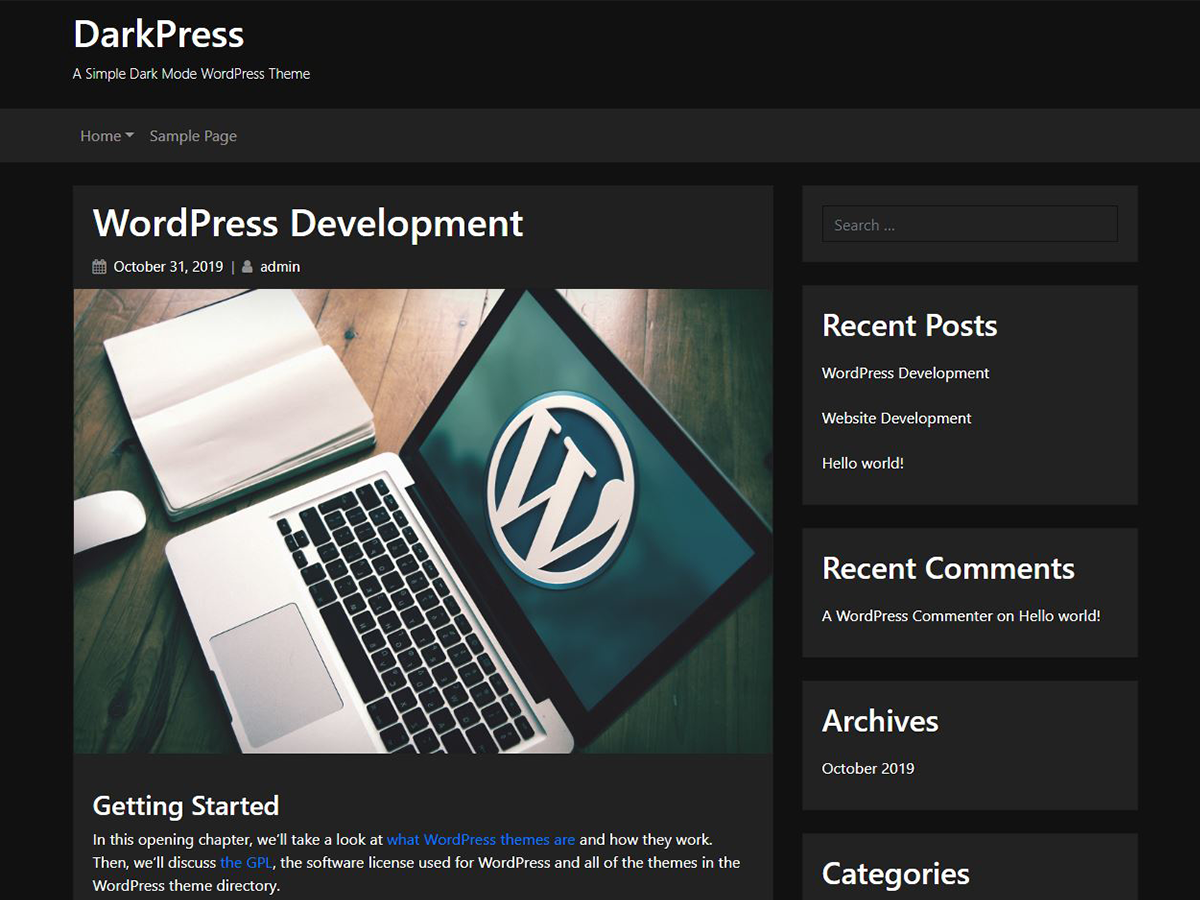 DarkPress
A Simple Dark Mode WordPress Theme
Home
Sample Page
WordPress Development
October 31, 2019 | admin
Getting Started
In this opening chapter, we’ll take a look at what WordPress themes are and how they work.
Then, we’ll discuss the GPL, the software license used for WordPress and all of the themes in the
WordPress theme directory.
Search …
Recent Posts
WordPress Development
Website Development
Hello world!
Recent Comments
A WordPress Commenter on Hello world!
Archives
October 2019
Categories